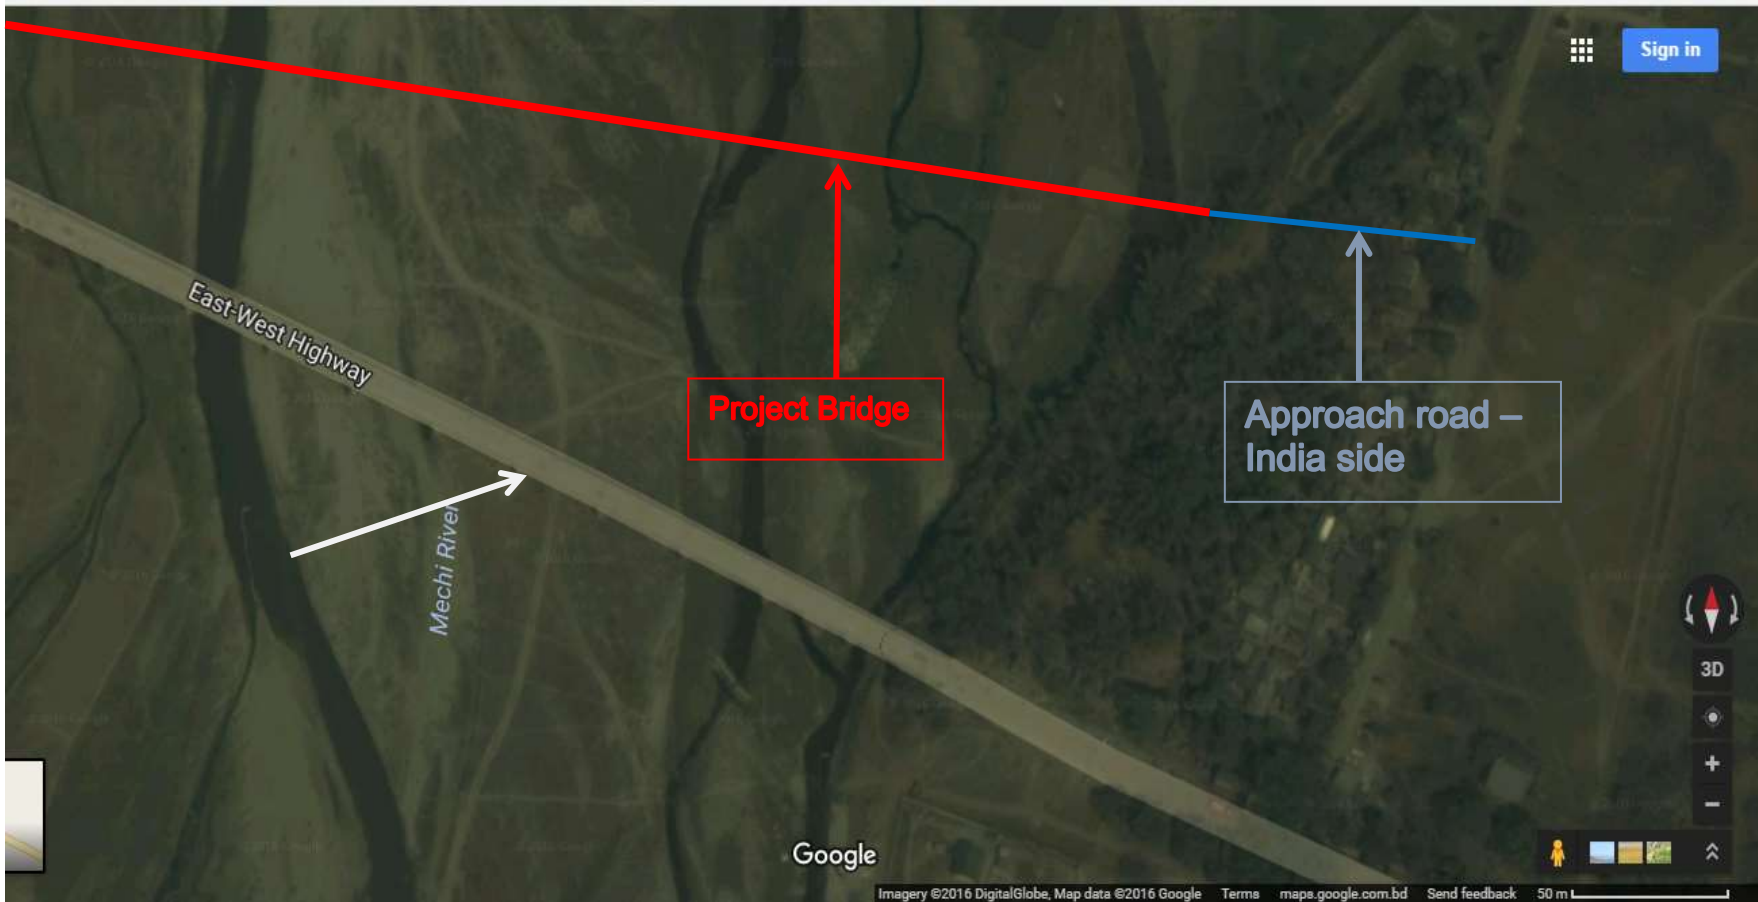 Sign in
East-West Highway
Project Bridge
Approach road –
India side
Mechi River
3D
Google
Imagery ©2016 DigitalGlobe, Map data ©2016 Google Terms maps.google.com.bd Send feedback 50 m